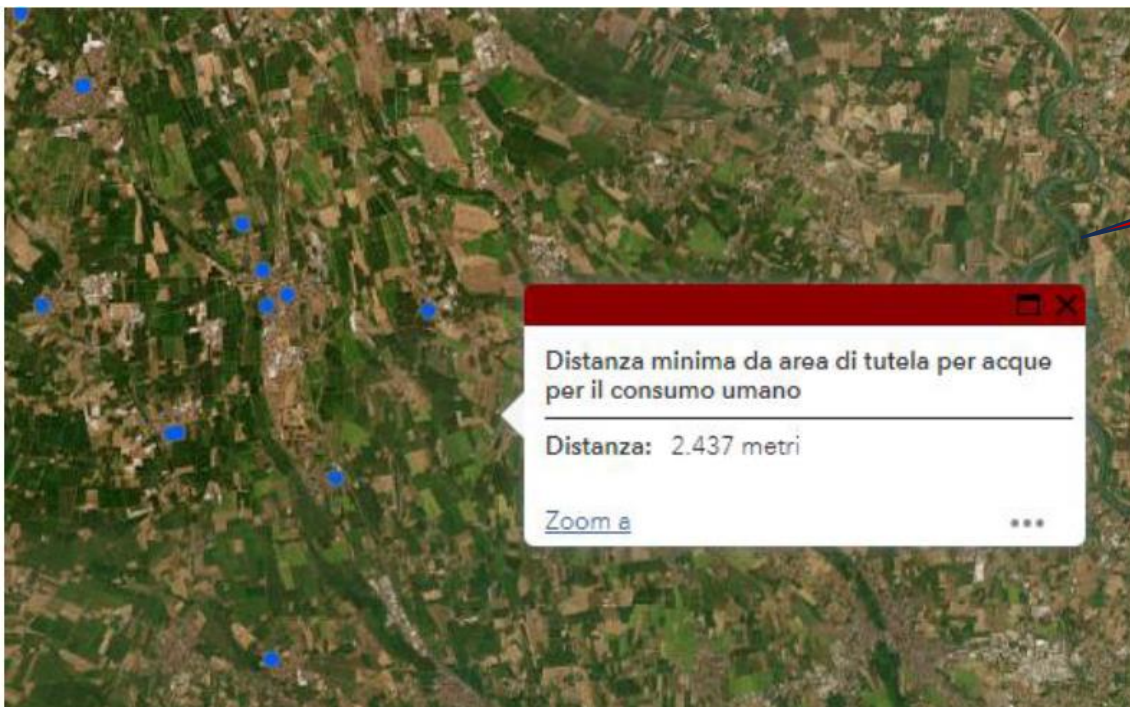 Distanza minima da area di tutela per acque
per il consumo umano
Distanza: 2.437 metri
Zoom a